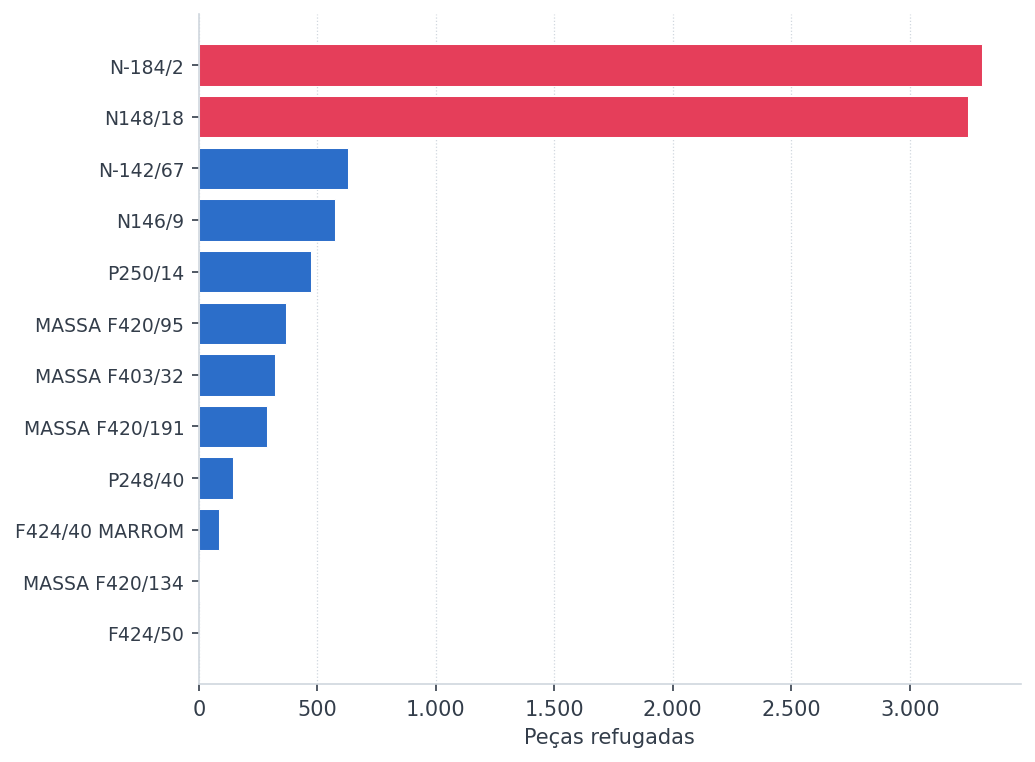 N-184/2
N148/18
N-142/67
N146/9
P250/14
MASSA F420/95
MASSA F403/32
MASSA F420/191
P248/40
F424/40 MARROM
MASSA F420/134
F424/50
0 500 1.000 1.500 2.000 2.500 3.000
Peças refugadas